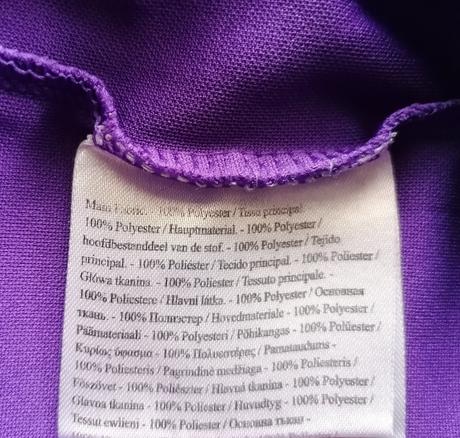 Main Fabric. - 100% Polyester / Tissu principal.
100% Polyester / Hauptmaterial. - 100% Polyester /
hoofdbestanddeel van de stof. - 100% Polyester / Tejido
principal. - 100% Poliéster / Tecido principal. - 100% Poliéster /
Główa tkanina. - 100% Poliester / Tessuto principale. -
100% Poliestere / Hlavní látka. - 100% Polyester / Основная
ткань. - 100% Полиэстер / Hovedmateriale - 100% Polyester /
Päämateriaali - 100% Polyesteri / Põhikangas - 100% Polüester /
Κυρίως ύφασμα - 100% Πολυεστέρας / Pamataudums -
100% Poliesteris / Pagrindinė medžiaga - 100% Poliesteris /
Főszövet - 100% Poliészter / Hlavná tkanina - 100% Polyester /
Glavna tkanina - 100% Poliester / Huvudtyg - 100% Polyester /
Tessut ewlieni - 100% Poliester / Основна тъкан -